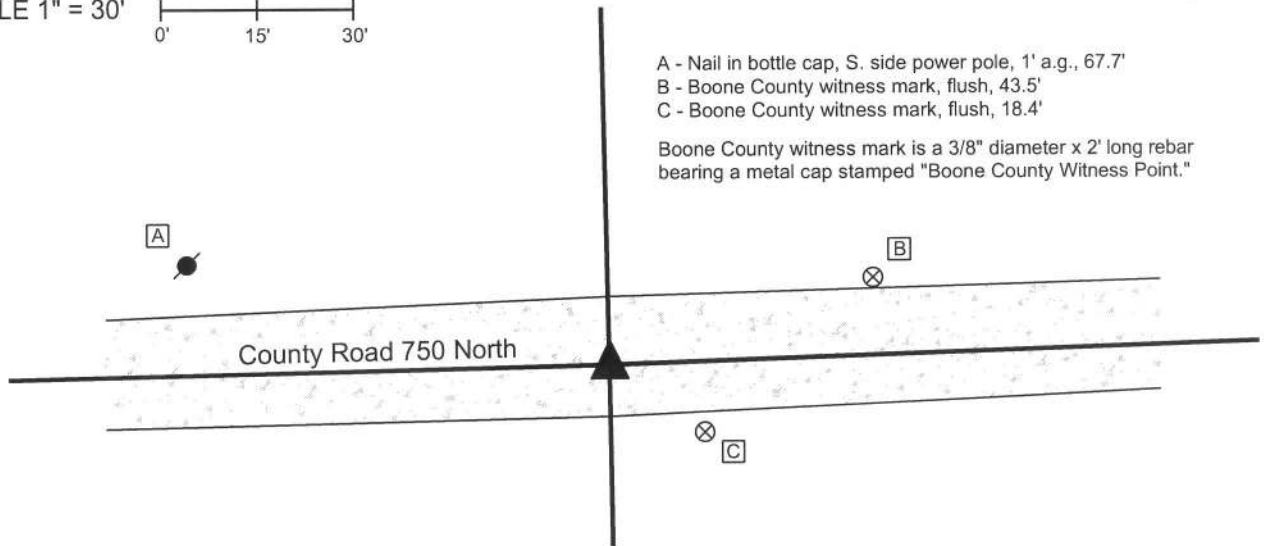 LE 1" = 30'
0' 15' 30'
A - Nail in bottle cap, S. side power pole, 1' a.g., 67.7'
B - Boone County witness mark, flush, 43.5'
C - Boone County witness mark, flush, 18.4'
Boone County witness mark is a 3/8" diameter x 2' long rebar
bearing a metal cap stamped "Boone County Witness Point."
A
B
County Road 750 North
C